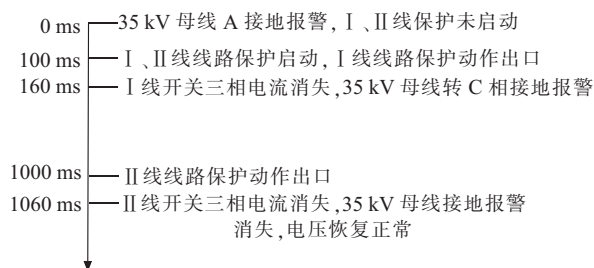 0 ms 35 kV 母线 A 接地报警, Ⅰ、Ⅱ线保护未启动
100 ms Ⅰ、Ⅱ线线路保护启动, Ⅰ线线路保护动作出口
160 ms Ⅰ线开关三相电流消失,35 kV 母线转 C 相接地报警
1000 ms Ⅱ线线路保护动作出口
1060 ms Ⅱ线开关三相电流消失,35 kV 母线接地报警
消失,电压恢复正常